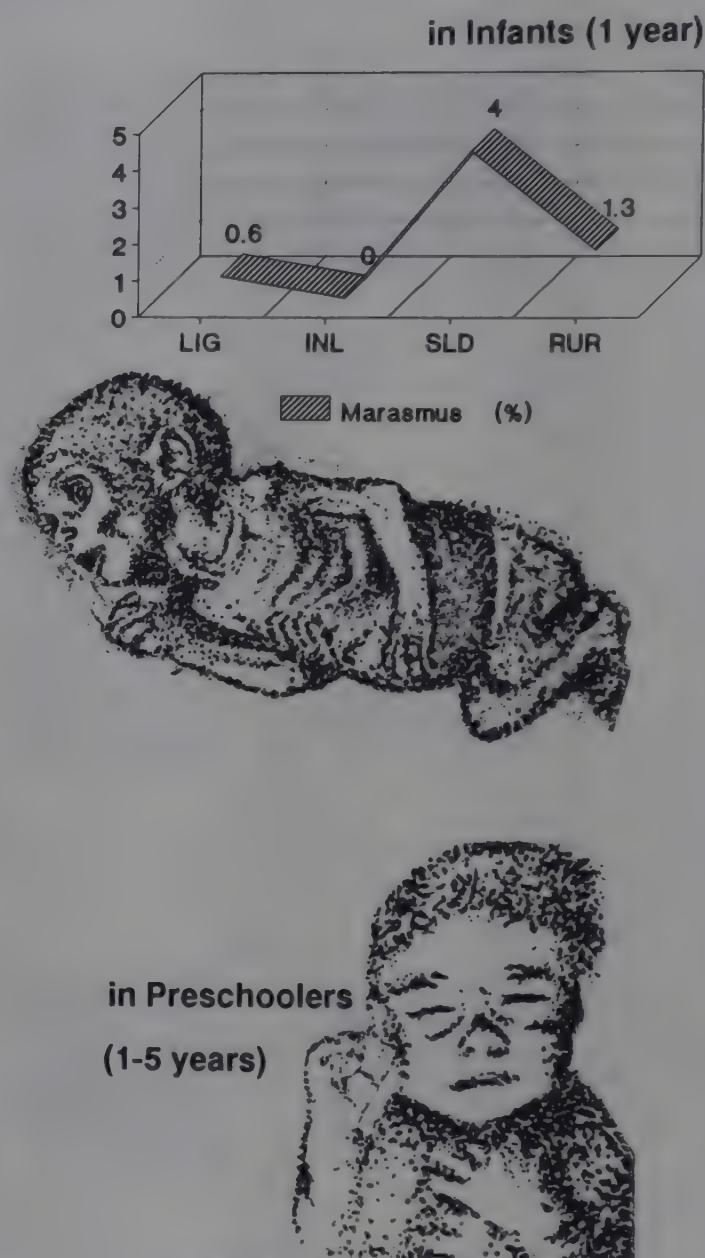 in Infants (1 year)
4
5
4
3
2
1
0
0.6
0
1.3
LIG INL SLD RUR
Marasmus (%)
in Preschoolers
(1-5 years)